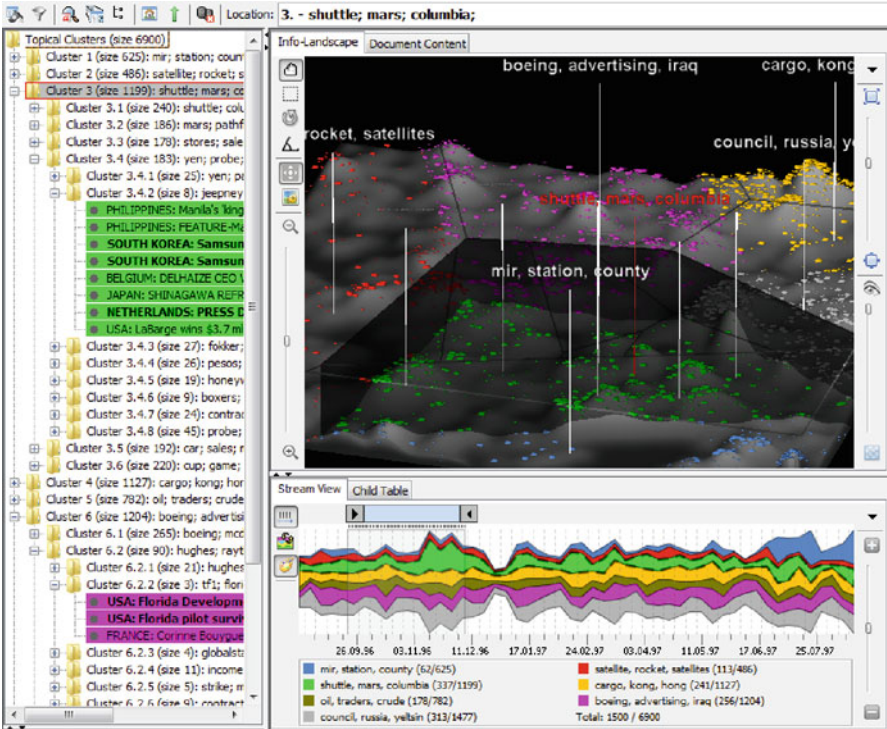 Location: 3. - shuttle; mars; columbia;
Topical Clusters (size 6900)
Cluster 1 (size 625): mir; station; coun
Cluster 2 (size 486): satellite; rocket; s
Cluster 3 (size 1199): shuttle; mars; co
Cluster 3.1 (size 240): shuttle; colu
Cluster 3.2 (size 186): mars; pathf
Cluster 3.3 (size 178): stores; sale
Cluster 3.4 (size 183): yen; probe;
Cluster 3.4.1 (size 25): yen; pa
Cluster 3.4.2 (size 8): jeepney
PHILIPPINES: Manila's 'king
PHILIPPINES: FEATURE-Ma
SOUTH KOREA: Samsun
SOUTH KOREA: Samsun
BELGIUM: DELHAIZE CEO
JAPAN: SHINAGAWA REFR
NETHERLANDS: PRESS D
USA: LaBarge wins $3.7 mi
Cluster 3.4.3 (size 27): fokker;
Cluster 3.4.4 (size 26): pesos;
Cluster 3.4.5 (size 19): honeyw
Cluster 3.4.6 (size 9): boxers;
Cluster 3.4.7 (size 24): contrac
Cluster 3.4.8 (size 45): probe;
Cluster 3.5 (size 192): car; sales; r
Cluster 3.6 (size 220): cup; game;
Cluster 4 (size 1127): cargo; kong; hor
Cluster 5 (size 782): oil; traders; crude
Cluster 6 (size 1204): boeing; advertisi
Cluster 6.1 (size 265): boeing; mcd
Cluster 6.2 (size 90): hughes; rayt
Cluster 6.2.1 (size 21): hughes
Cluster 6.2.2 (size 3): tf1; flori
USA: Florida Developm
USA: Florida pilot surviv
FRANCE: Corinne Bouygue
Cluster 6.2.3 (size 4): globalsta
Cluster 6.2.4 (size 11): income
Cluster 6.2.5 (size 5): strike; m
Cluster 6.2.6 (size 9): contract
Info-Landscape Document Content
boeing, advertising, iraq cargo, kong
rocket, satellites
council, russia, ye
shuttle, mars, columbia
mir, station, county
Stream View Child Table
26.09.96 03.11.96 11.12.96 17.01.97 24.02.97 03.04.97 11.05.97 17.06.97 25.07.97
mir, station, county (62/625) satellite, rocket, satellites (113/486)
shuttle, mars, columbia (337/1199) cargo, kong, hong (241/1127)
oil, traders, crude (178/782) boeing, advertising, iraq (256/1204)
council, russia, yeltsin (313/1477) Total: 1500 / 6900